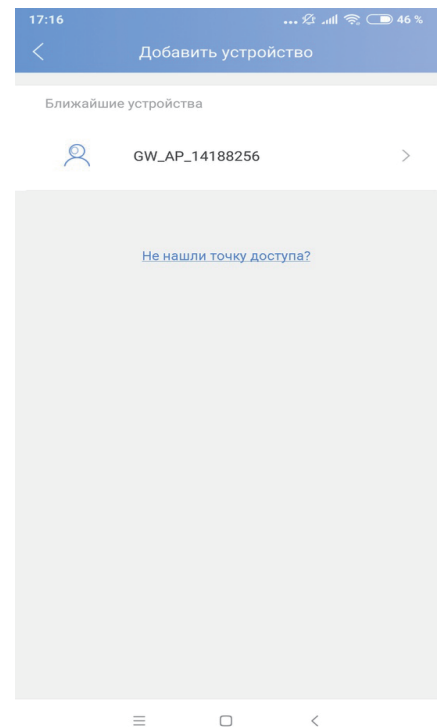 17:16 ... 46 %
Добавить устройство
Ближайшие устройства
GW_AP_14188256
Не нашли точку доступа?